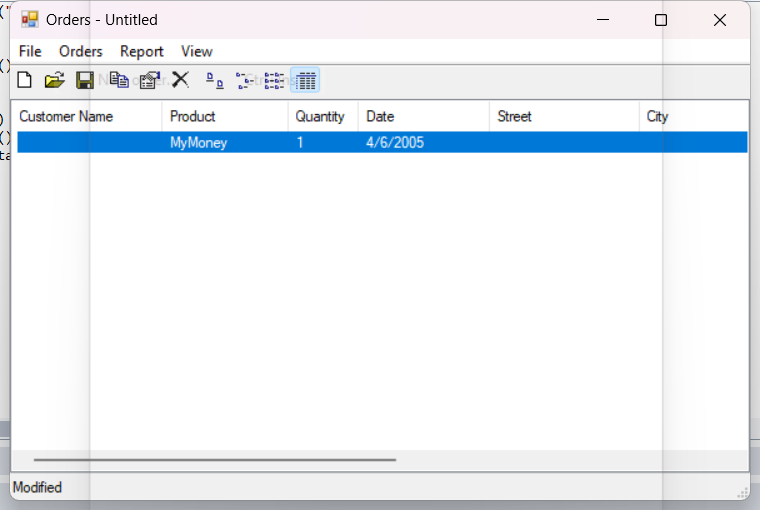 Orders - Untitled
File Orders Report View
Customer Name Product Quantity Date Street City
MyMoney 1 4/6/2005
Modified